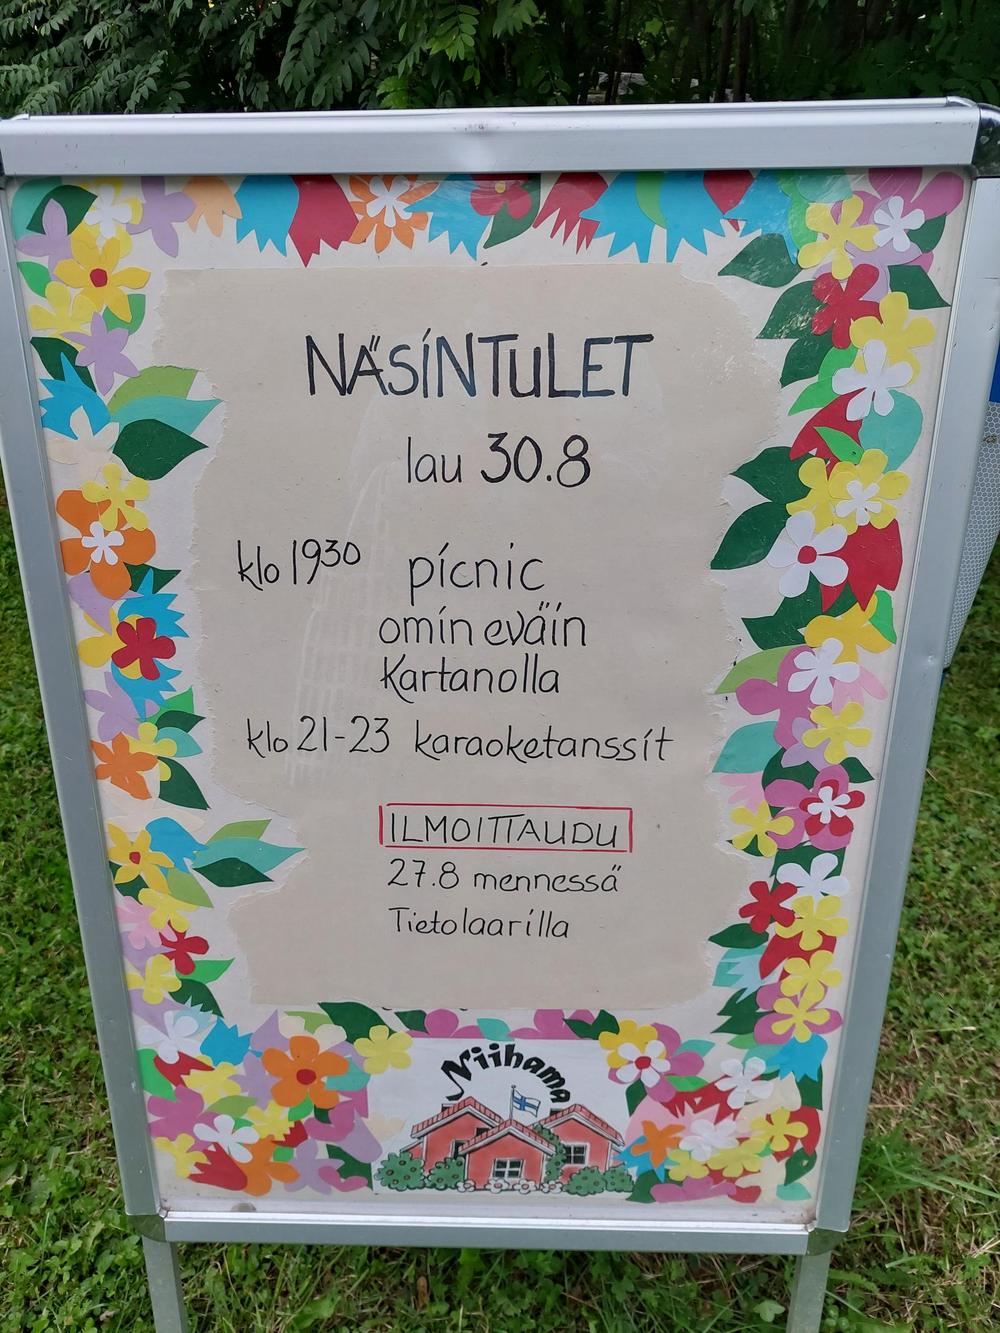 NÄSINTULET
lau 30.8
klo 1930 picnic
omin eväin
Kartanolla
klo 21-23 karaoketanssit
ILMOITTAUDU
27.8 mennessä
Tietolaarilla
Niihama